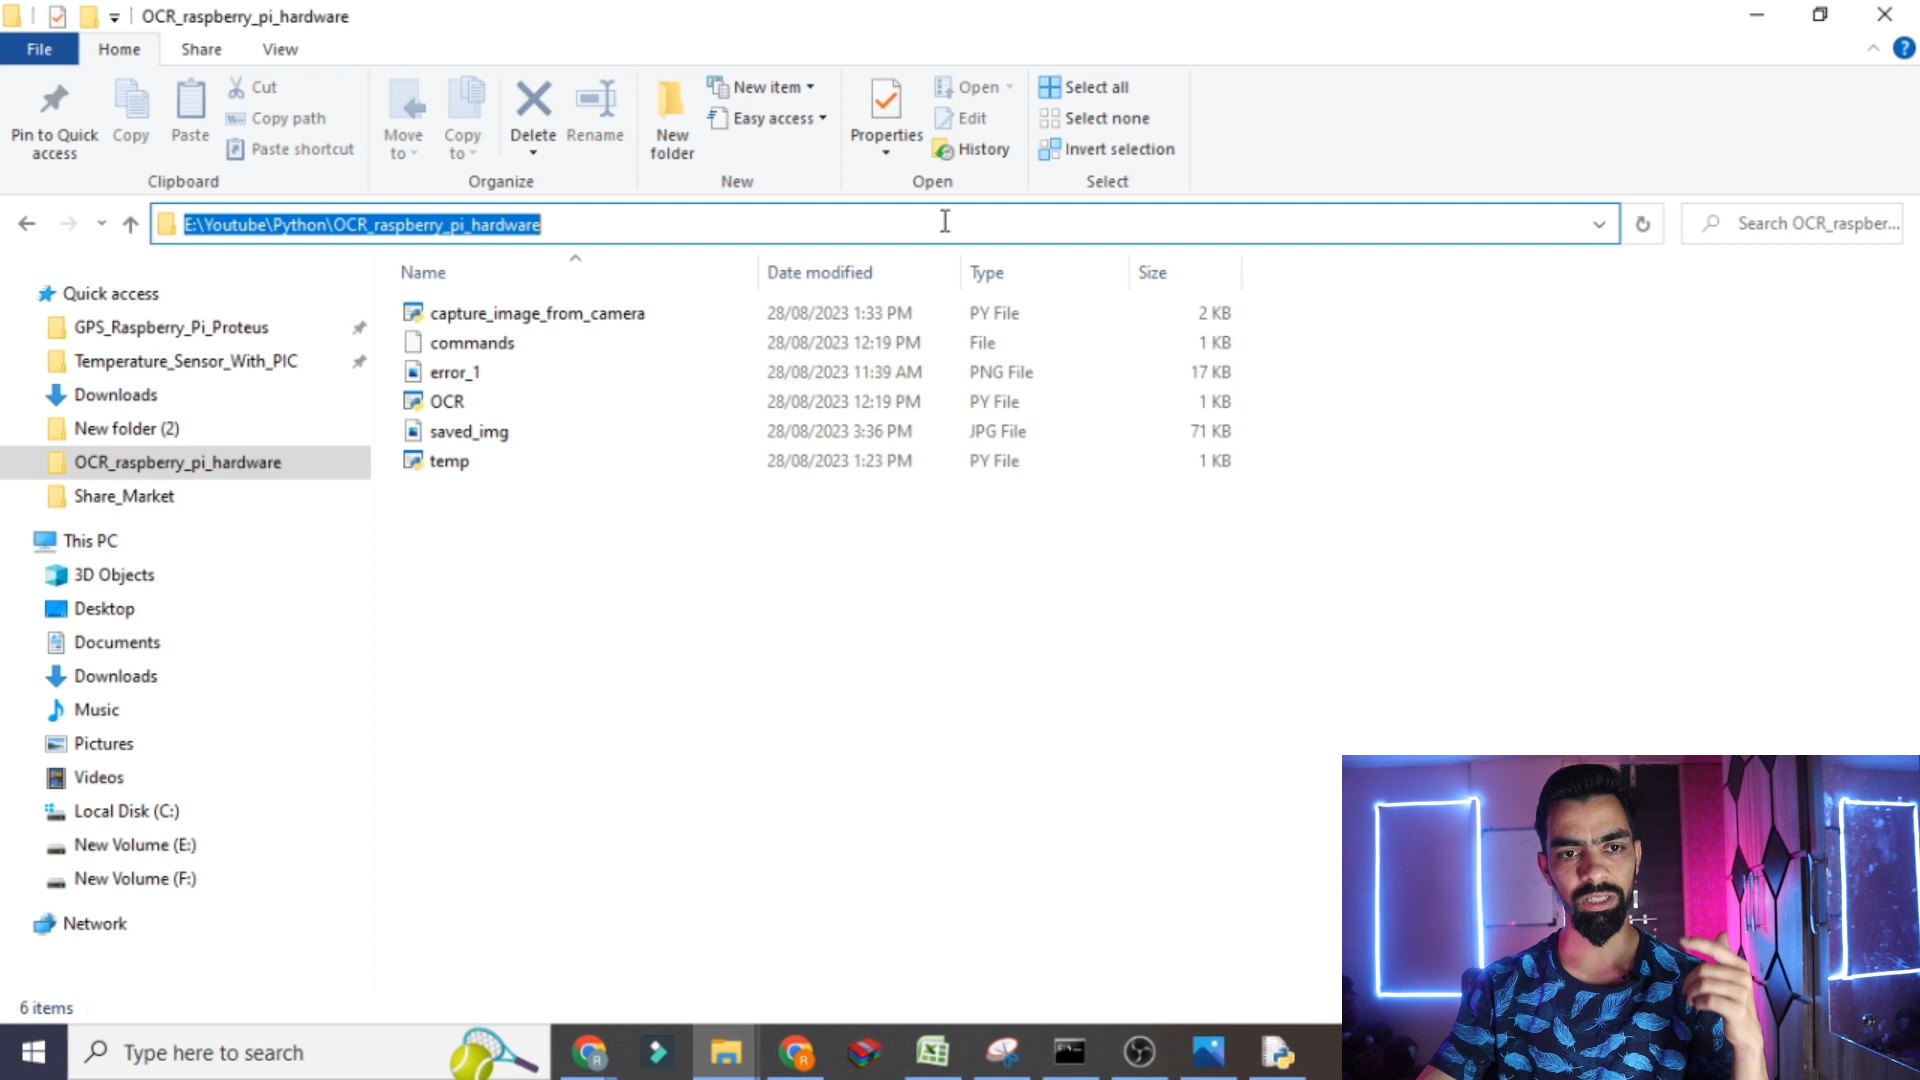 OCR_raspberry_pi_hardware
File Home Share View
Pin to Quick access
Copy
Paste
Cut
Copy path
Paste shortcut
Clipboard
Move to
Copy to
Delete
Rename
Organize
New folder
New item
Easy access
New
Properties
Open
Edit
History
Open
Select all
Select none
Invert selection
Select
E:\Youtube\Python\OCR_raspberry_pi_hardware
Search OCR_raspber...
Name Date modified Type Size
capture_image_from_camera 28/08/2023 1:33 PM PY File 2 KB
commands 28/08/2023 12:19 PM File 1 KB
error_1 28/08/2023 11:39 AM PNG File 17 KB
OCR 28/08/2023 12:19 PM PY File 1 KB
saved_img 28/08/2023 3:36 PM JPG File 71 KB
temp 28/08/2023 1:23 PM PY File 1 KB
Quick access
GPS_Raspberry_Pi_Proteus
Temperature_Sensor_With_PIC
Downloads
New folder (2)
OCR_raspberry_pi_hardware
Share_Market
This PC
3D Objects
Desktop
Documents
Downloads
Music
Pictures
Videos
Local Disk (C:)
New Volume (E:)
New Volume (F:)
Network
6 items
Type here to search